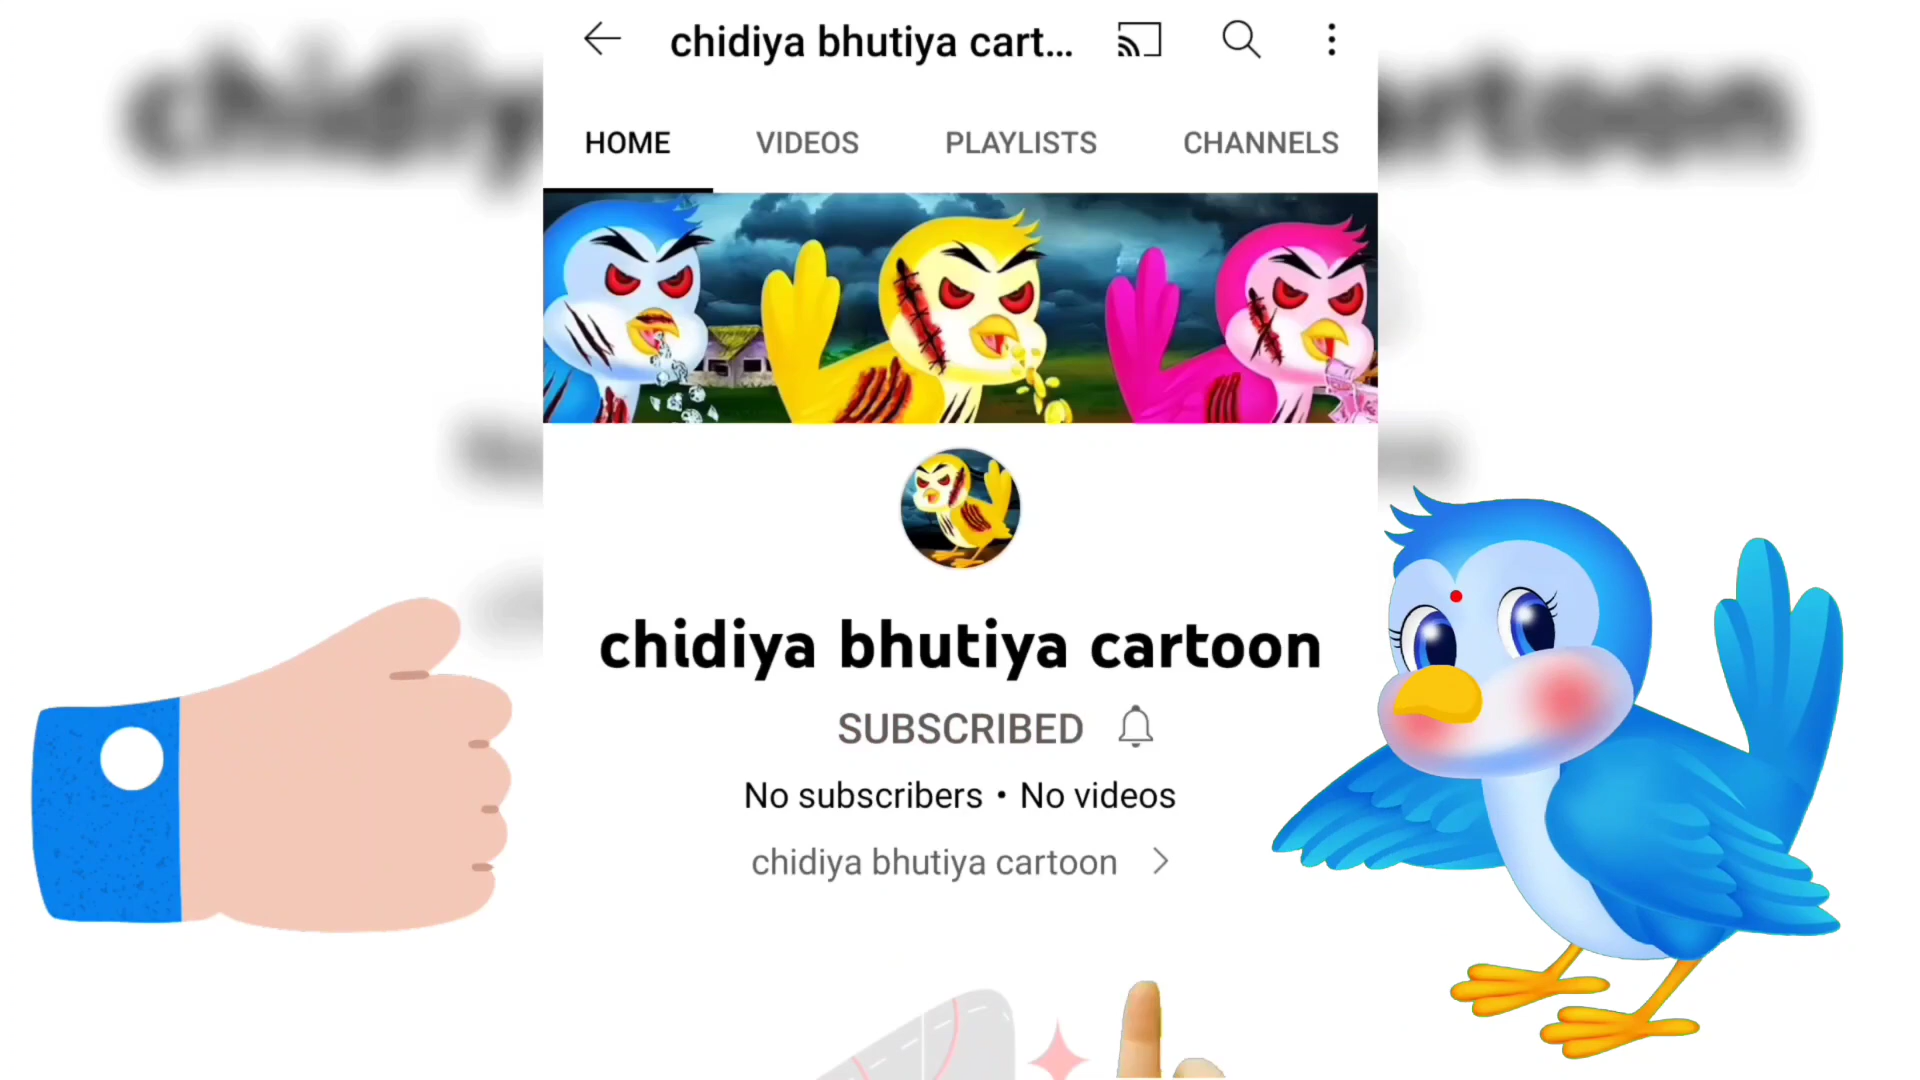 chidiya bhutiya cart...
HOME VIDEOS PLAYLISTS CHANNELS
chidiya bhutiya cartoon
SUBSCRIBED
No subscribers • No videos
chidiya bhutiya cartoon